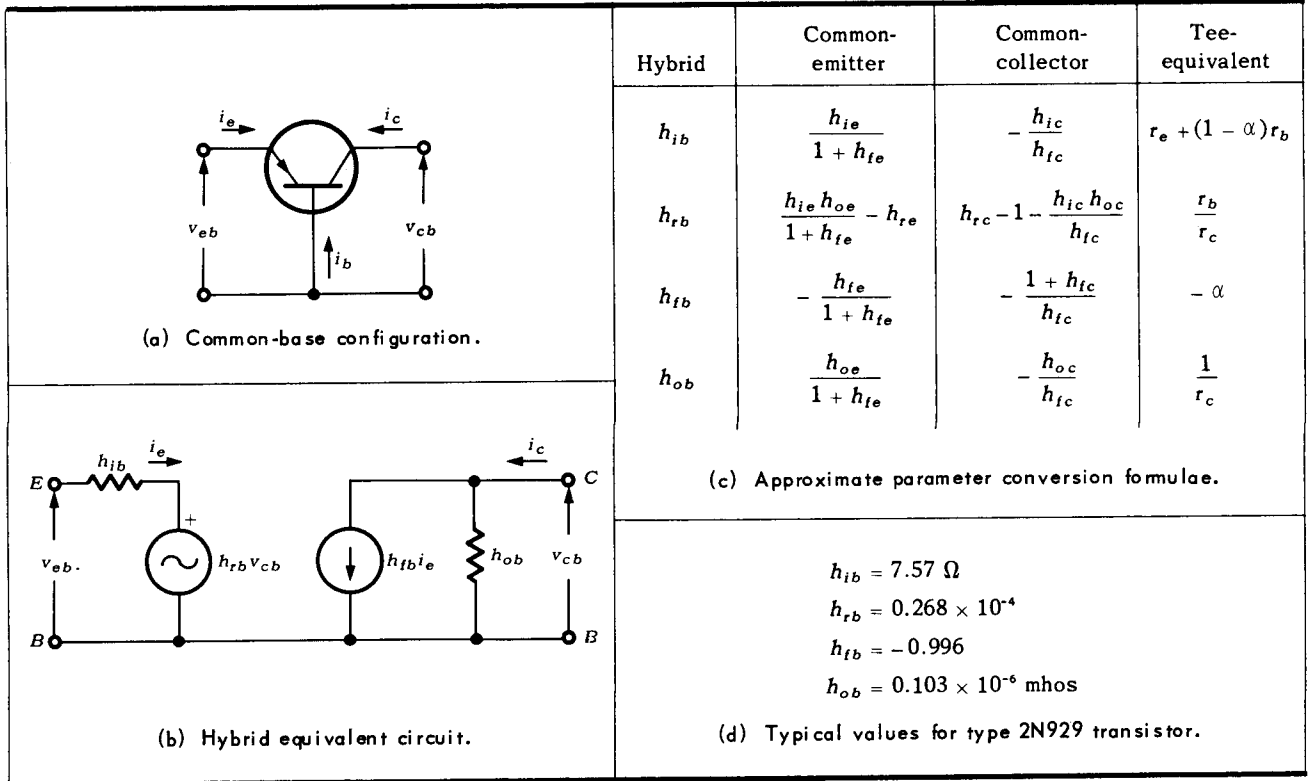 i_e i_c
v_eb v_cb
i_b
(a) Common-base configuration.
h_ib i_e i_c
E C
+
v_eb. h_rb v_cb h_fb i_e h_ob v_cb
B B
(b) Hybrid equivalent circuit.
Hybrid Common-emitter Common-collector Tee-equivalent
h_ib h_ie / (1 + h_fe) - h_ic / h_fc r_e + (1 - α)r_b
h_rb h_ie h_oe / (1 + h_fe) - h_re h_rc - 1 - h_ic h_oc / h_fc r_b / r_c
h_fb - h_fe / (1 + h_fe) - (1 + h_fc) / h_fc - α
h_ob h_oe / (1 + h_fe) - h_oc / h_fc 1 / r_c
(c) Approximate parameter conversion formulae.
h_ib = 7.57 Ω
h_rb = 0.268 × 10⁻⁴
h_fb = -0.996
h_ob = 0.103 × 10⁻⁶ mhos
(d) Typical values for type 2N929 transistor.